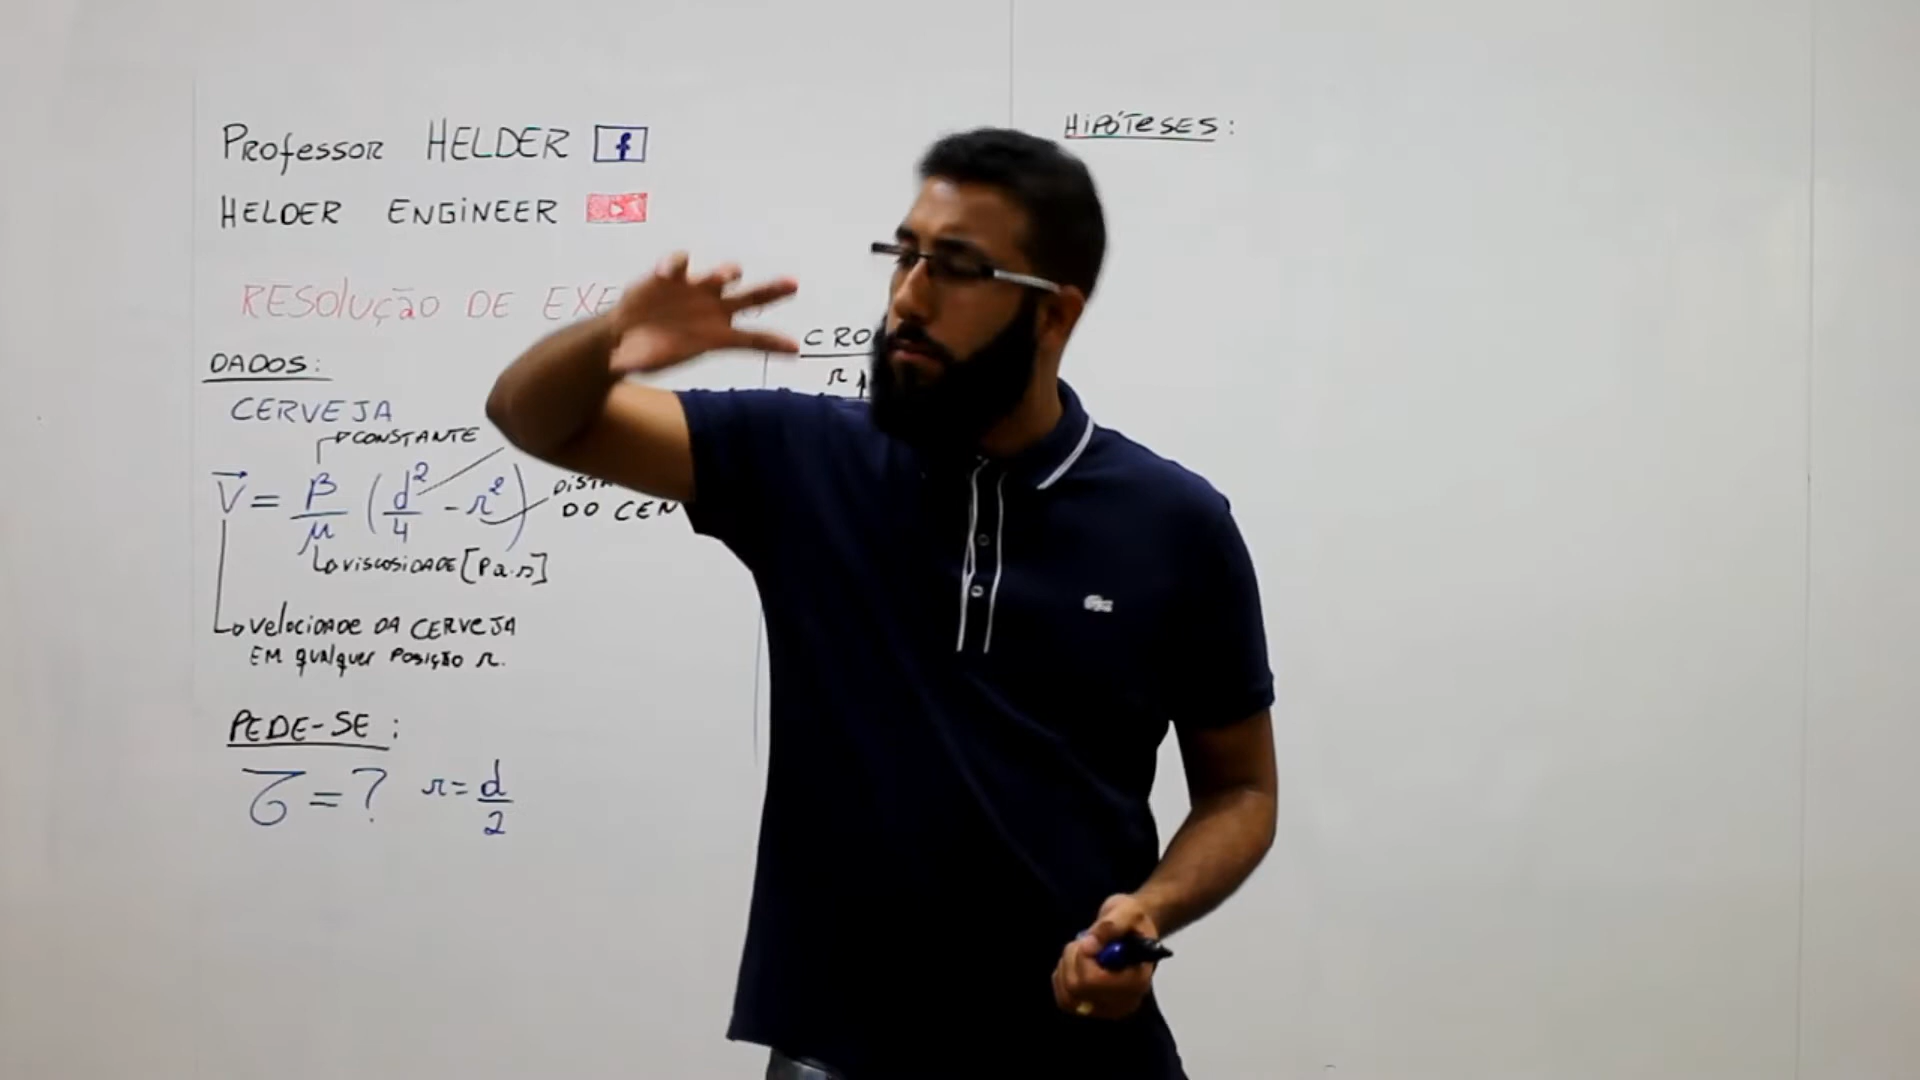 Professor HELDER f
HELDER ENGINEER
RESOLUÇÃO DE EXE
DADOS:
CERVEJA
CONSTANTE
V = β/μ (d²/4 - r²)
DO CEN
VISCOSIDADE [Pa.s]
Velocidade DA CERVEJA
EM qualquer Posição r.
PEDE-SE:
τ = ? r = d/2
CRO
r
HIPÓTESES: